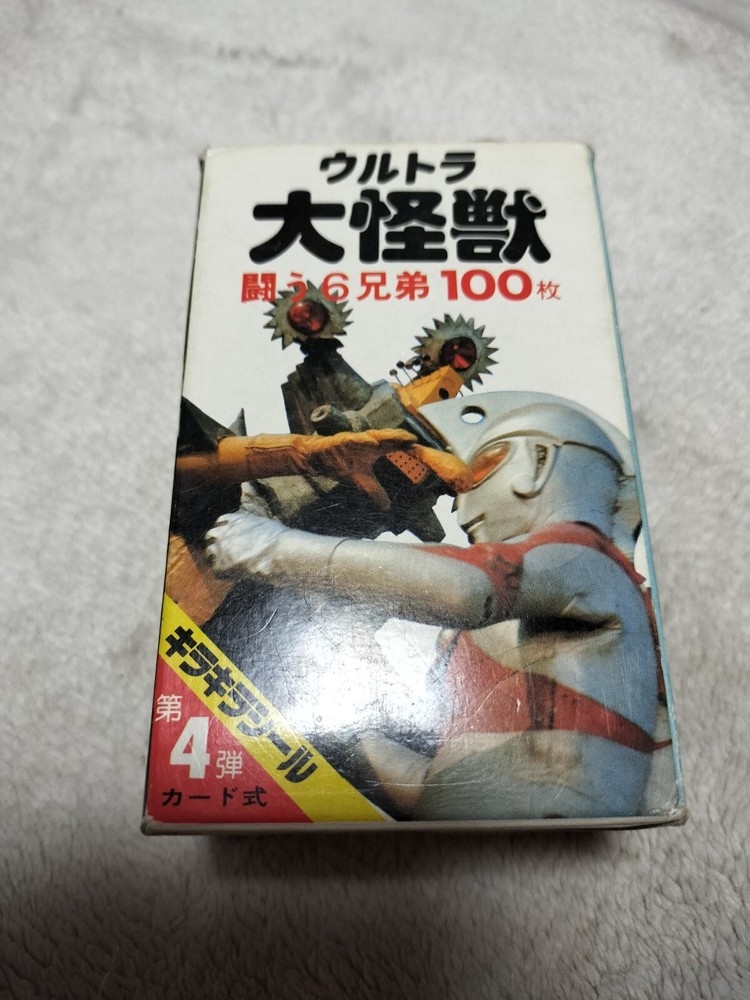 ウルトラ
大怪獣
闘う6兄弟100枚
キラキラシール
第4弾
カード式